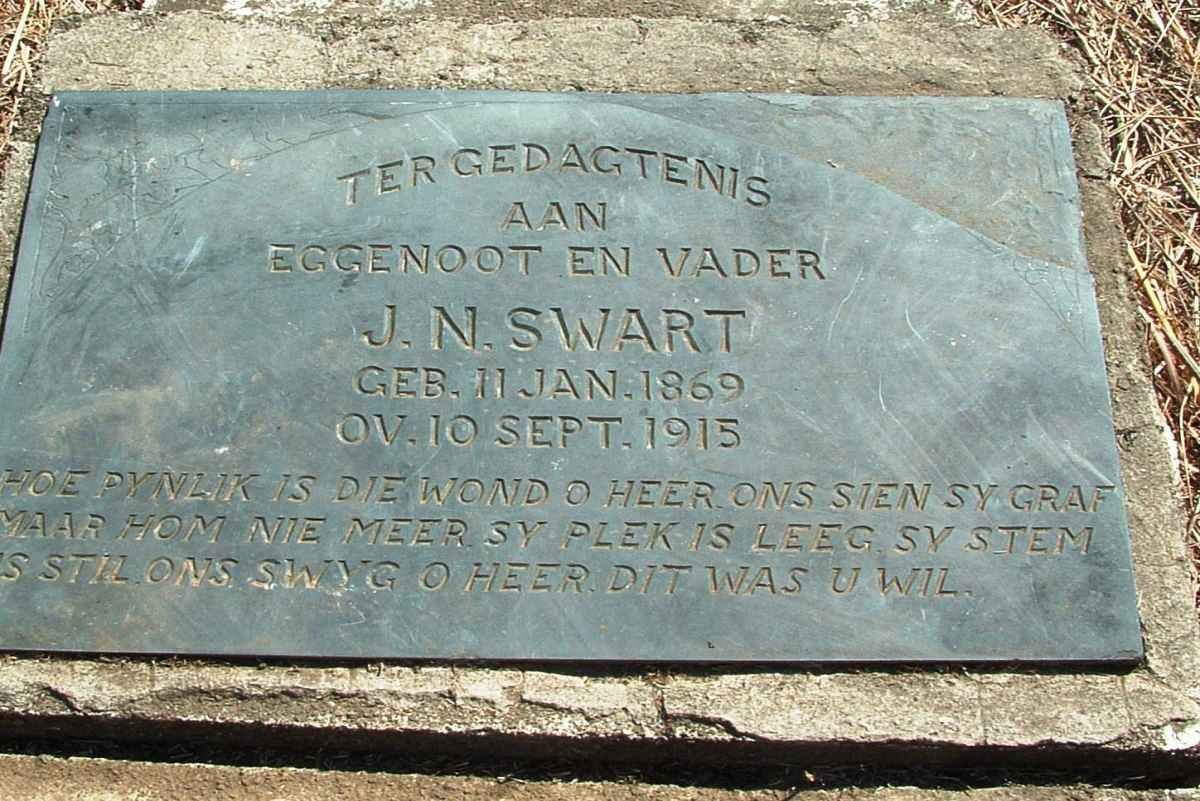 TER GEDAGTENIS
AAN
EGGENOOT EN VADER
J. N. SWART
GEB. 11 JAN. 1869
OV. 10 SEPT. 1915
HOE PYNLIK IS DIE WOND O HEER. ONS SIEN SY GRAF
MAAR HOM NIE MEER. SY PLEK IS LEEG. SY STEM
IS STIL. ONS SWYG O HEER. DIT WAS U WIL.